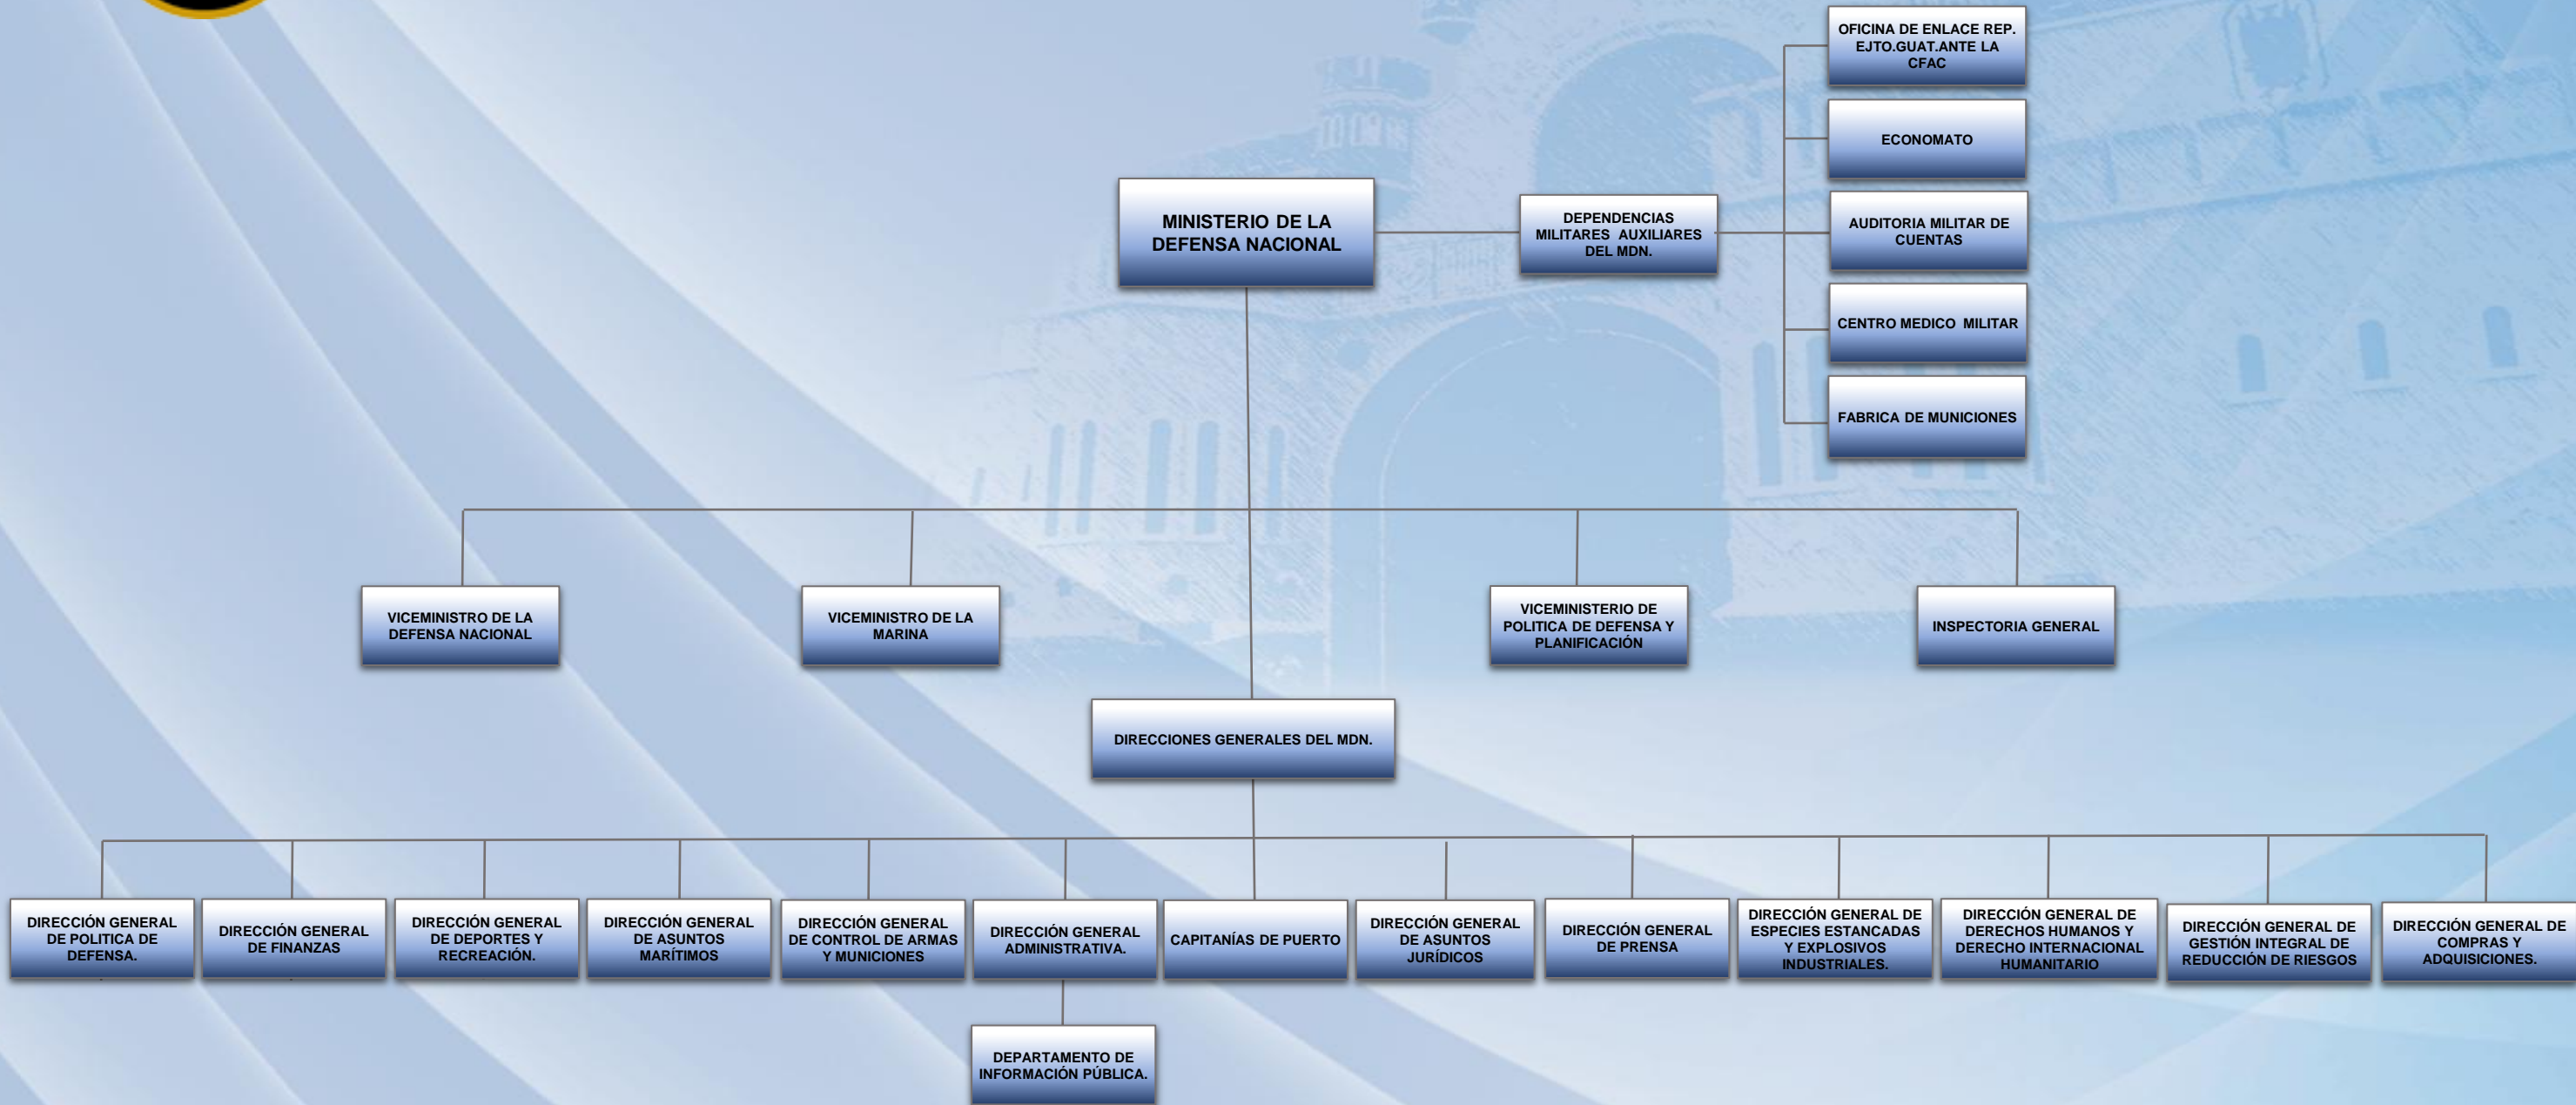 OFICINA DE ENLACE REP.
EJTO.GUAT.ANTE LA
CFAC
ECONOMATO
MINISTERIO DE LA
DEFENSA NACIONAL
DEPENDENCIAS
MILITARES AUXILIARES
DEL MDN.
AUDITORIA MILITAR DE
CUENTAS
CENTRO MEDICO MILITAR
FABRICA DE MUNICIONES
VICEMINISTRO DE LA
DEFENSA NACIONAL
VICEMINISTRO DE LA
MARINA
VICEMINISTERIO DE
POLITICA DE DEFENSA Y
PLANIFICACIÓN
INSPECTORIA GENERAL
DIRECCIONES GENERALES DEL MDN.
DIRECCIÓN GENERAL
DE POLITICA DE
DEFENSA.
DIRECCIÓN GENERAL
DE FINANZAS
DIRECCIÓN GENERAL
DE DEPORTES Y
RECREACIÓN.
DIRECCIÓN GENERAL
DE ASUNTOS
MARÍTIMOS
DIRECCIÓN GENERAL
DE CONTROL DE ARMAS
Y MUNICIONES
DIRECCIÓN GENERAL
ADMINISTRATIVA.
CAPITANÍAS DE PUERTO
DIRECCIÓN GENERAL
DE ASUNTOS
JURÍDICOS
DIRECCIÓN GENERAL
DE PRENSA
DIRECCIÓN GENERAL DE
ESPECIES ESTANCADAS
Y EXPLOSIVOS
INDUSTRIALES.
DIRECCIÓN GENERAL DE
DERECHOS HUMANOS Y
DERECHO INTERNACIONAL
HUMANITARIO
DIRECCIÓN GENERAL DE
GESTIÓN INTEGRAL DE
REDUCCIÓN DE RIESGOS
DIRECCIÓN GENERAL DE
COMPRAS Y
ADQUISICIONES.
DEPARTAMENTO DE
INFORMACIÓN PÚBLICA.